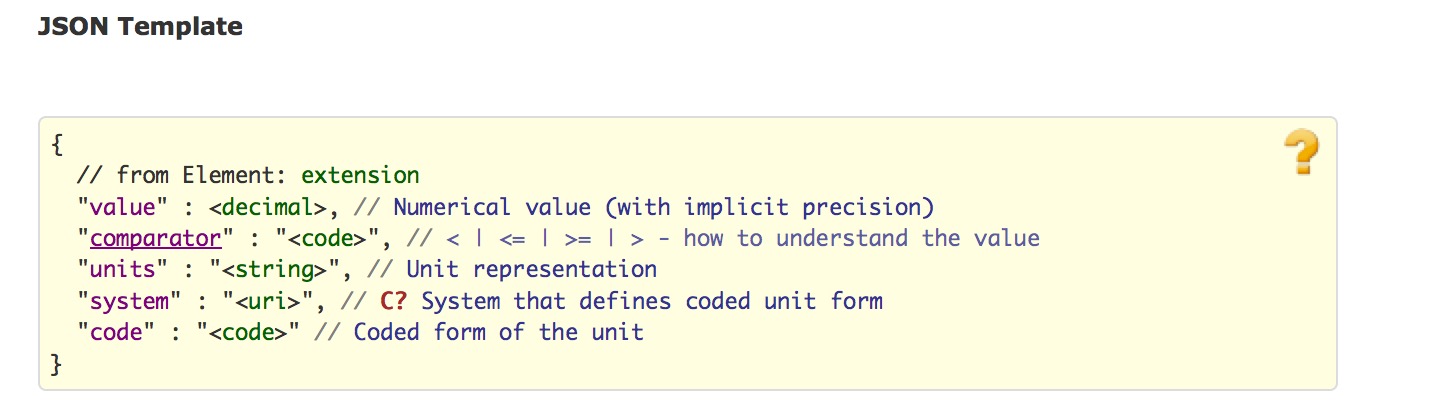 JSON Template
{
// from Element: extension
"value" : <decimal>, // Numerical value (with implicit precision)
"comparator" : "<code>", // < | <= | >= | > - how to understand the value
"units" : "<string>", // Unit representation
"system" : "<uri>", // C? System that defines coded unit form
"code" : "<code>" // Coded form of the unit
}